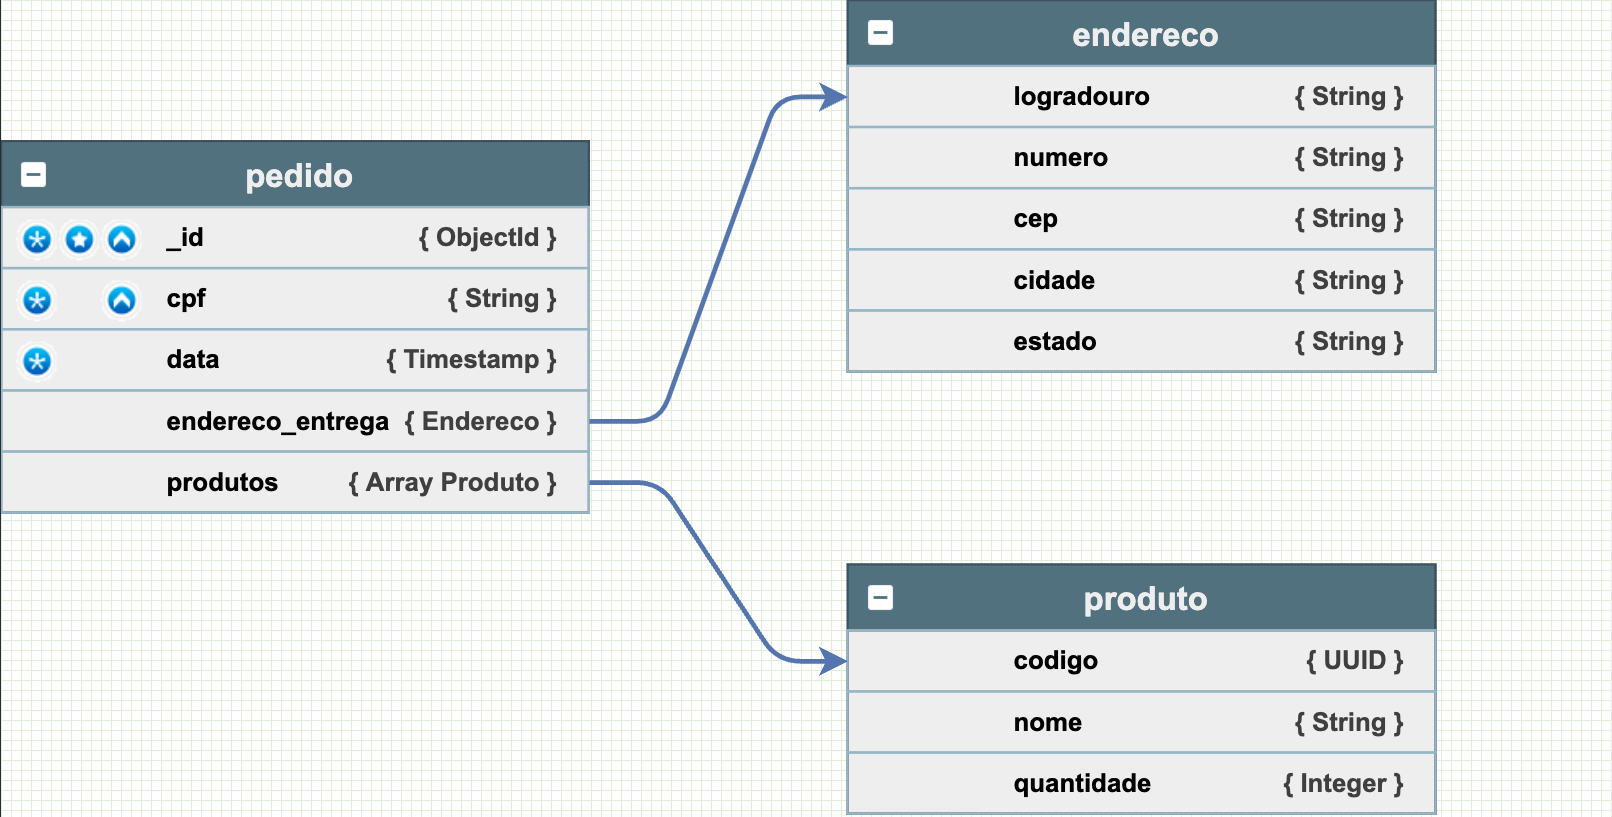 pedido
_id { ObjectId }
cpf { String }
data { Timestamp }
endereco_entrega { Endereco }
produtos { Array Produto }
endereco
logradouro { String }
numero { String }
cep { String }
cidade { String }
estado { String }
produto
codigo { UUID }
nome { String }
quantidade { Integer }